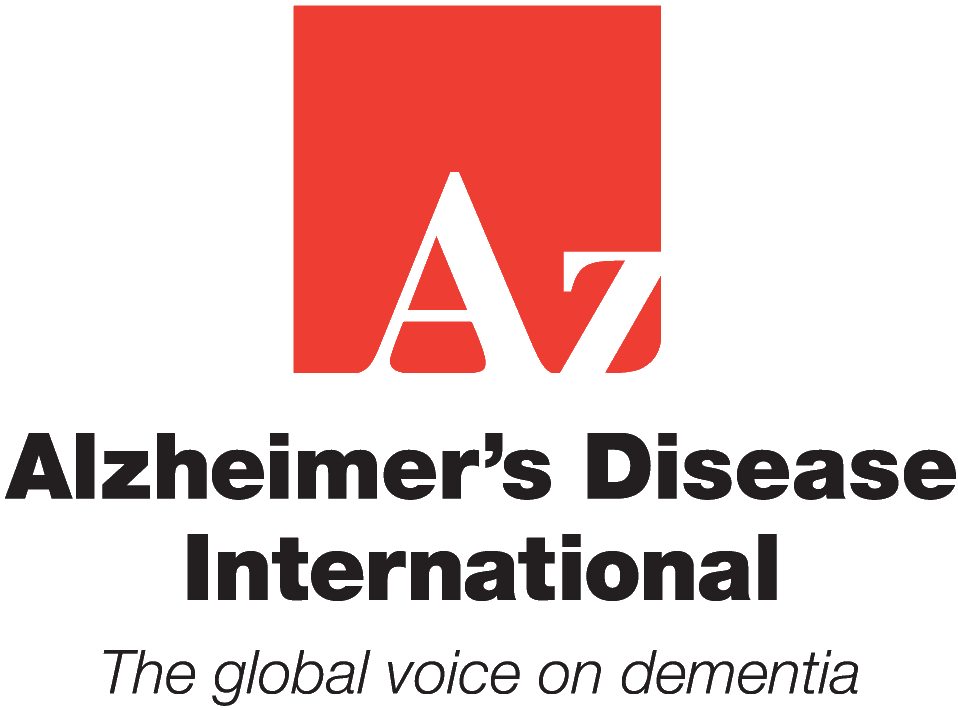 Az
Alzheimer’s Disease
International
The global voice on dementia